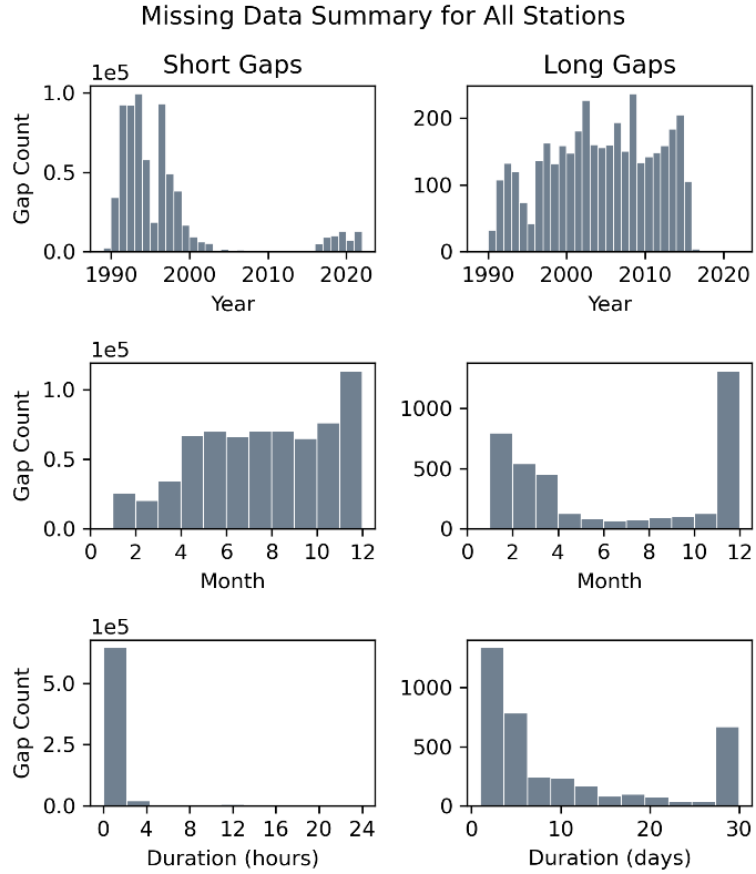 Missing Data Summary for All Stations
Short Gaps
1e5
Gap Count
1.0
0.5
0.0
1990 2000 2010 2020
Year
Long Gaps
200
100
0
1990 2000 2010 2020
Year
1e5
Gap Count
1.0
0.5
0.0
0 2 4 6 8 10 12
Month
1000
500
0
0 2 4 6 8 10 12
Month
1e5
Gap Count
5.0
2.5
0.0
0 4 8 12 16 20 24
Duration (hours)
1000
500
0
0 10 20 30
Duration (days)